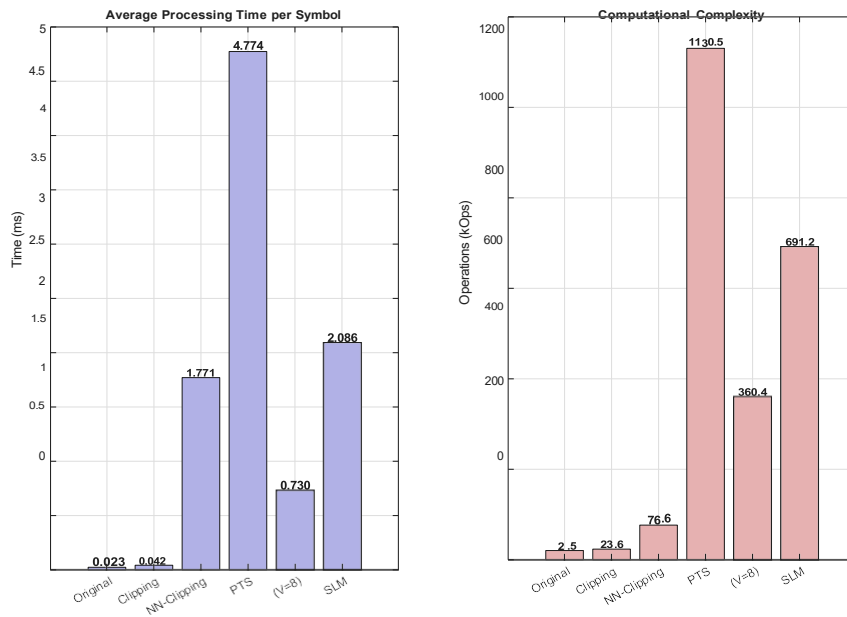 Average Processing Time per Symbol
5
4.5
4
3.5
3
2.5
2
1.5
1
0.5
0
Time (ms)
0.023
0.042
1.771
4.774
0.730
2.086
Original
Clipping
NN-Clipping
PTS
(V=8)
SLM
Computational Complexity
1200
1000
800
600
400
200
0
Operations (kOps)
2.5
23.6
76.6
1130.5
360.4
691.2
Original
Clipping
NN-Clipping
PTS
(V=8)
SLM